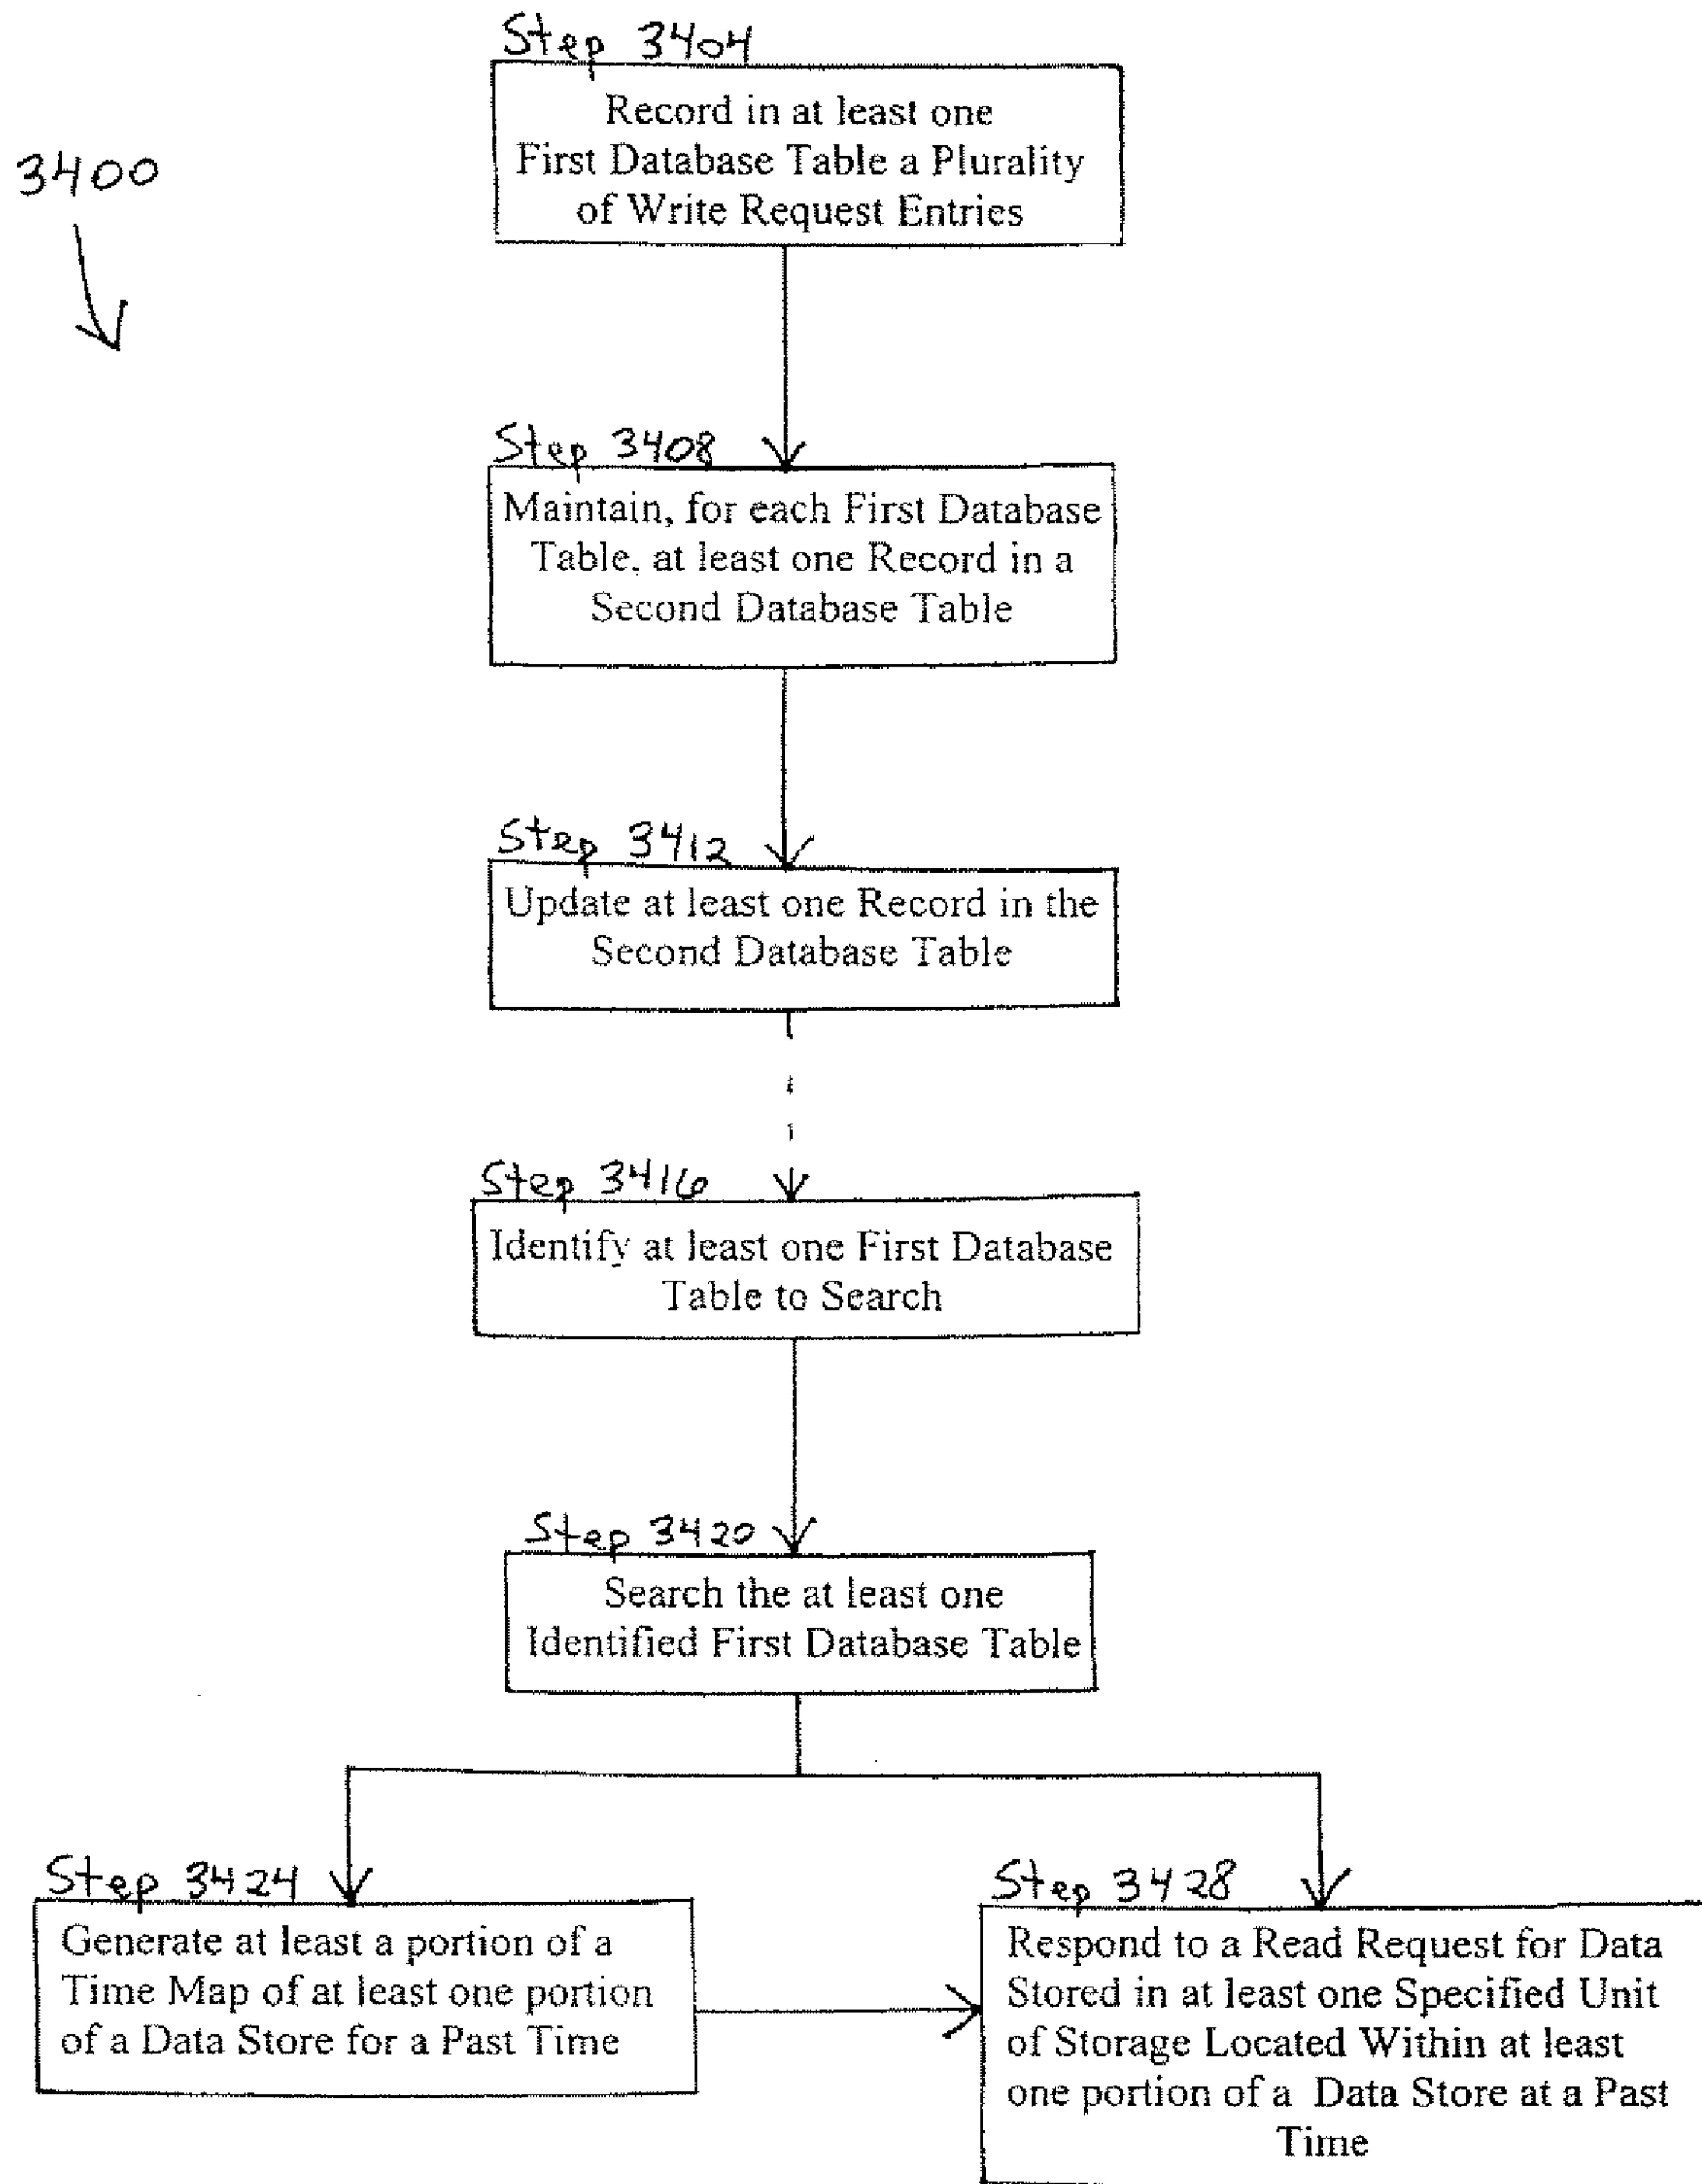 Step 3404
Record in at least one
First Database Table a Plurality
of Write Request Entries
3400
Step 3408
Maintain, for each First Database
Table, at least one Record in a
Second Database Table
Step 3412
Update at least one Record in the
Second Database Table
Step 3416
Identify at least one First Database
Table to Search
Step 3420
Search the at least one
Identified First Database Table
Step 3424
Generate at least a portion of a
Time Map of at least one portion
of a Data Store for a Past Time
Step 3428
Respond to a Read Request for Data
Stored in at least one Specified Unit
of Storage Located Within at least
one portion of a Data Store at a Past
Time